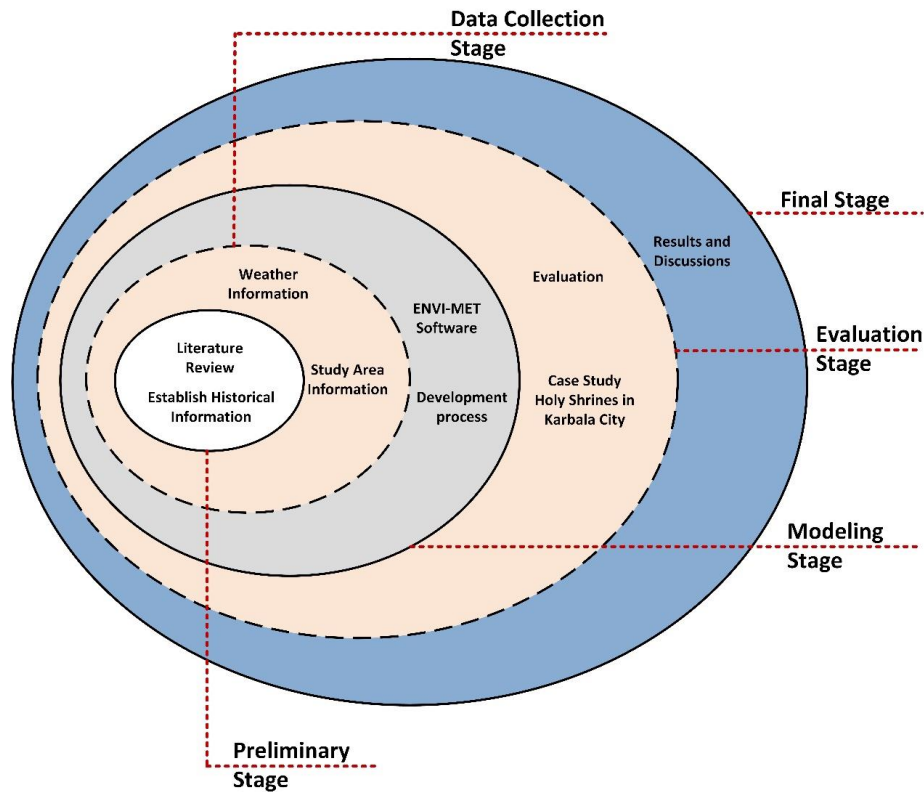 Data Collection
Stage
Final Stage
Results and
Discussions
Weather
Information
Evaluation
ENVI-MET
Software
Evaluation
Stage
Literature
Review
Establish Historical
Information
Study Area
Information
Development
process
Case Study
Holy Shrines in
Karbala City
Modeling
Stage
Preliminary
Stage